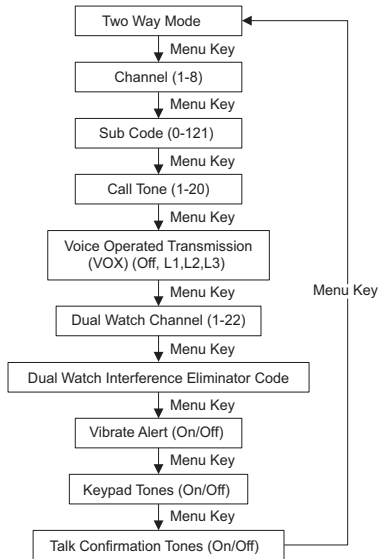 Two Way Mode
Menu Key
Channel (1-8)
Menu Key
Sub Code (0-121)
Menu Key
Call Tone (1-20)
Menu Key
Voice Operated Transmission
(VOX) (Off, L1,L2,L3)
Menu Key
Menu Key
Dual Watch Channel (1-22)
Menu Key
Dual Watch Interference Eliminator Code
Menu Key
Vibrate Alert (On/Off)
Menu Key
Keypad Tones (On/Off)
Menu Key
Talk Confirmation Tones (On/Off)